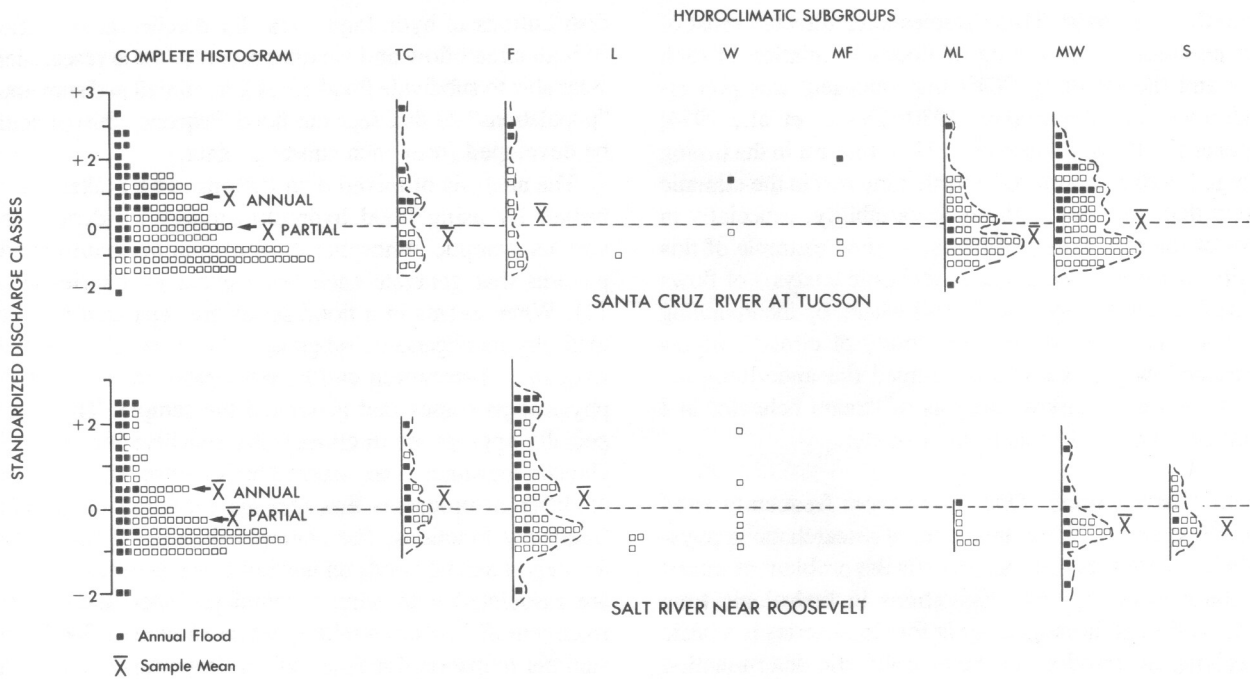 HYDROCLIMATIC SUBGROUPS
COMPLETE HISTOGRAM TC F L W MF ML MW S
STANDARDIZED DISCHARGE CLASSES
+3
+2
X̅ ANNUAL
0 X̅ PARTIAL X̅ X̅ X̅ X̅
−2
SANTA CRUZ RIVER AT TUCSON
+2
X̅ ANNUAL X̅ X̅
0 X̅ PARTIAL X̅ X̅
−2
SALT RIVER NEAR ROOSEVELT
■ Annual Flood
X̅ Sample Mean